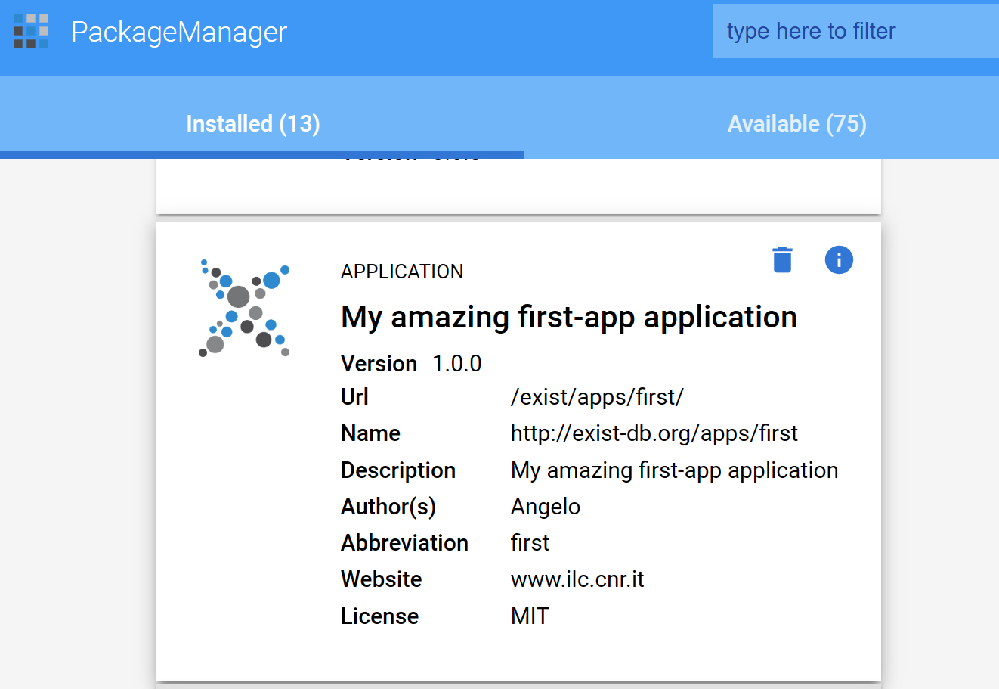 PackageManager
type here to filter
Installed (13)
Available (75)
APPLICATION
My amazing first-app application
Version 1.0.0
Url /exist/apps/first/
Name http://exist-db.org/apps/first
Description My amazing first-app application
Author(s) Angelo
Abbreviation first
Website www.ilc.cnr.it
License MIT